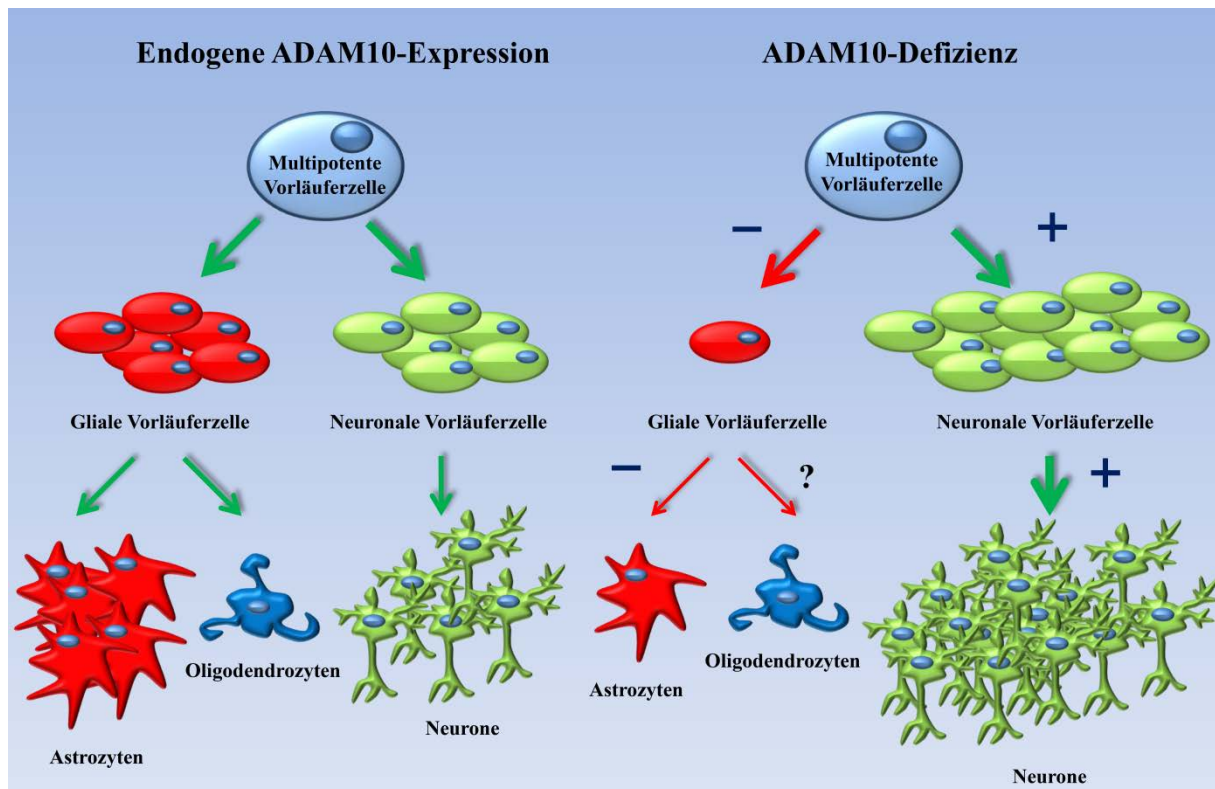 Endogene ADAM10-Expression
Multipotente
Vorläuferzelle
Gliale Vorläuferzelle
Neuronale Vorläuferzelle
Astrozyten
Oligodendrozyten
Neurone
ADAM10-Defizienz
Multipotente
Vorläuferzelle
−
+
Gliale Vorläuferzelle
Neuronale Vorläuferzelle
−
?
+
Astrozyten
Oligodendrozyten
Neurone